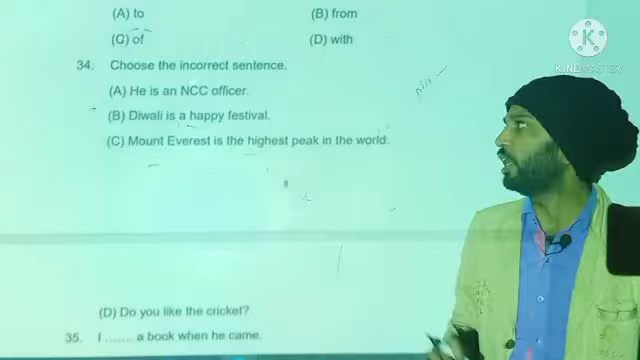 (A) to (B) from
(C) of (D) with
34. Choose the incorrect sentence.
(A) He is an NCC officer.
(B) Diwali is a happy festival.
(C) Mount Everest is the highest peak in the world.
(D) Do you like the cricket?
35. I ....... a book when he came.
KINEMASTER